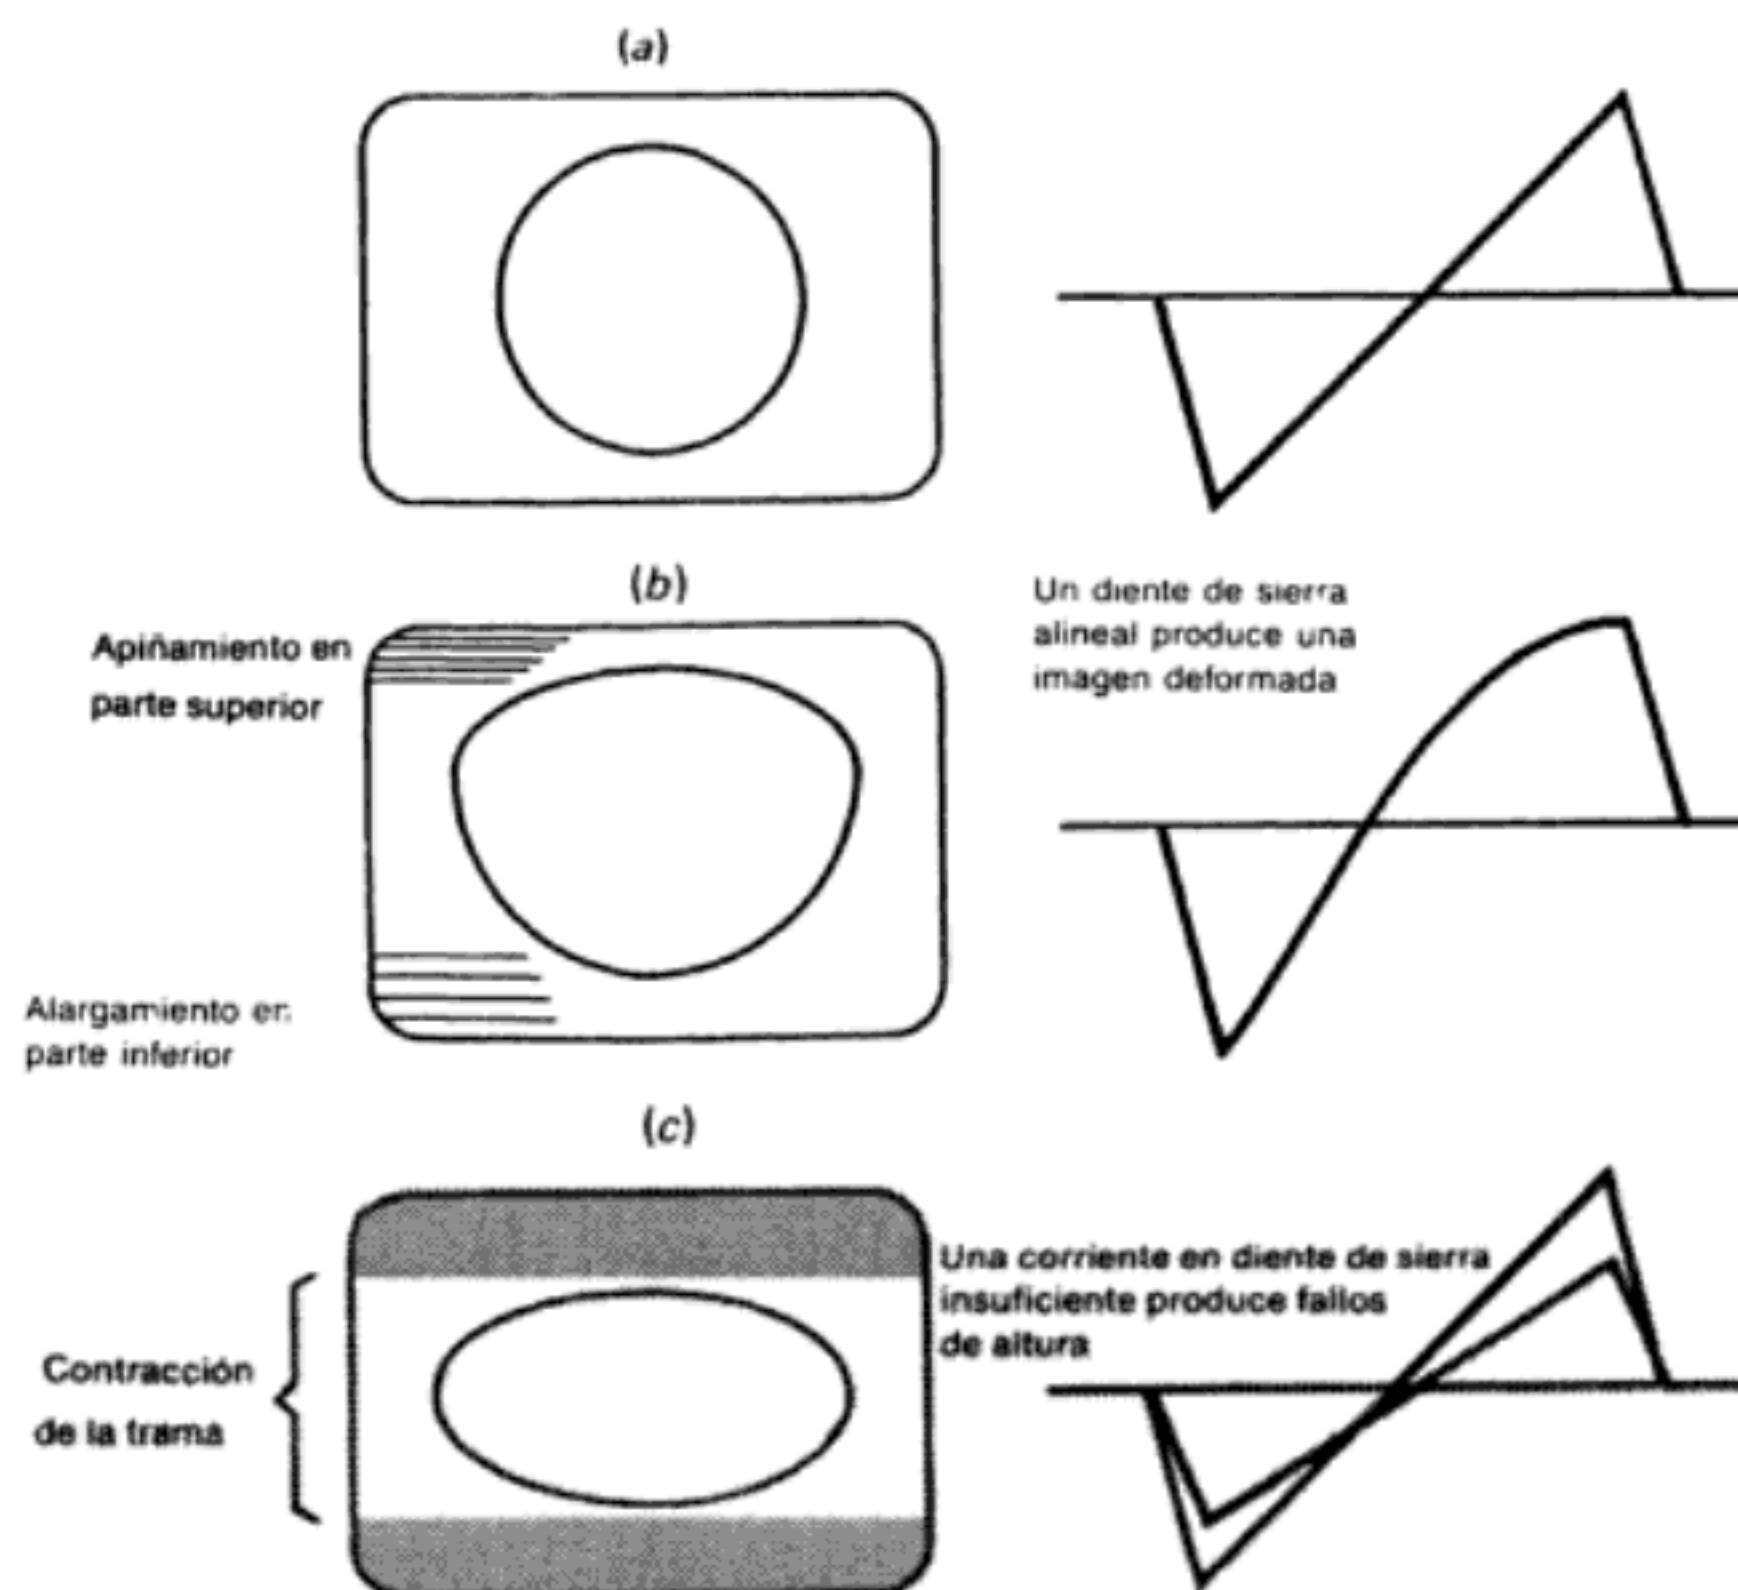 (a)
(b)
Apiñamiento en
parte superior
Un diente de sierra
alineal produce una
imagen deformada
Alargamiento en
parte inferior
(c)
Una corriente en diente de sierra
insuficiente produce fallos
de altura
Contracción
de la trama